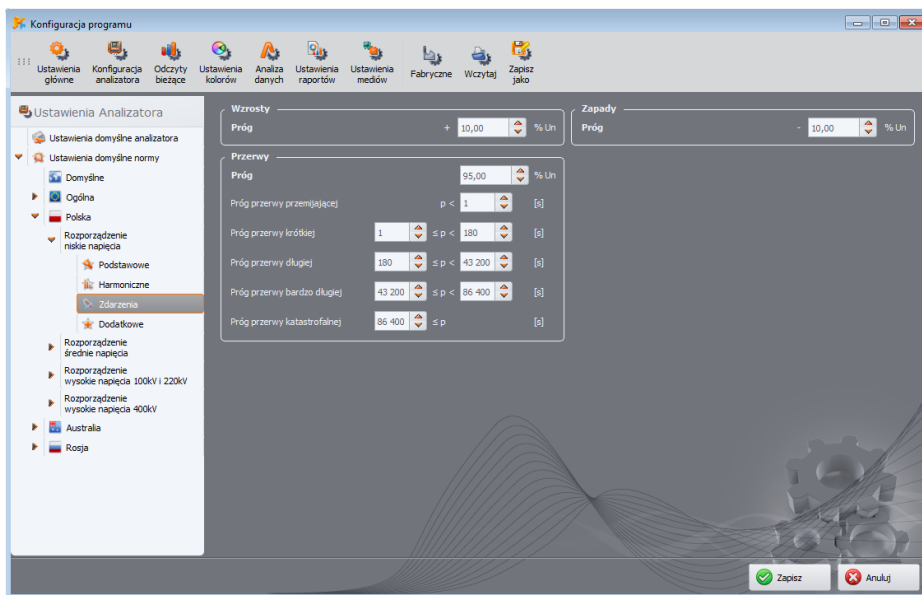 Konfiguracja programu
Ustawienia główne
Konfiguracja analizatora
Odczyty bieżące
Ustawienia kolorów
Analiza danych
Ustawienia raportów
Ustawienia mediów
Fabryczne
Wczytaj
Zapisz jako
Ustawienia Analizatora
Ustawienia domyślne analizatora
Ustawienia domyślne normy
Domyślne
Ogólna
Polska
Rozporządzenie
niskie napięcia
Podstawowe
Harmoniczne
Zdarzenia
Dodatkowe
Rozporządzenie
średnie napięcia
Rozporządzenie
wysokie napięcia 100kV i 220kV
Rozporządzenie
wysokie napięcia 400kV
Australia
Rosja
Wzrosty
Próg + 10,00 % Un
Zapady
Próg - 10,00 % Un
Przerwy
Próg 95,00 % Un
Próg przerwy przemijającej p < 1 [s]
Próg przerwy krótkiej 1 ≤ p < 180 [s]
Próg przerwy długiej 180 ≤ p < 43 200 [s]
Próg przerwy bardzo długiej 43 200 ≤ p < 86 400 [s]
Próg przerwy katastrofalnej 86 400 ≤ p [s]
Zapisz
Anuluj